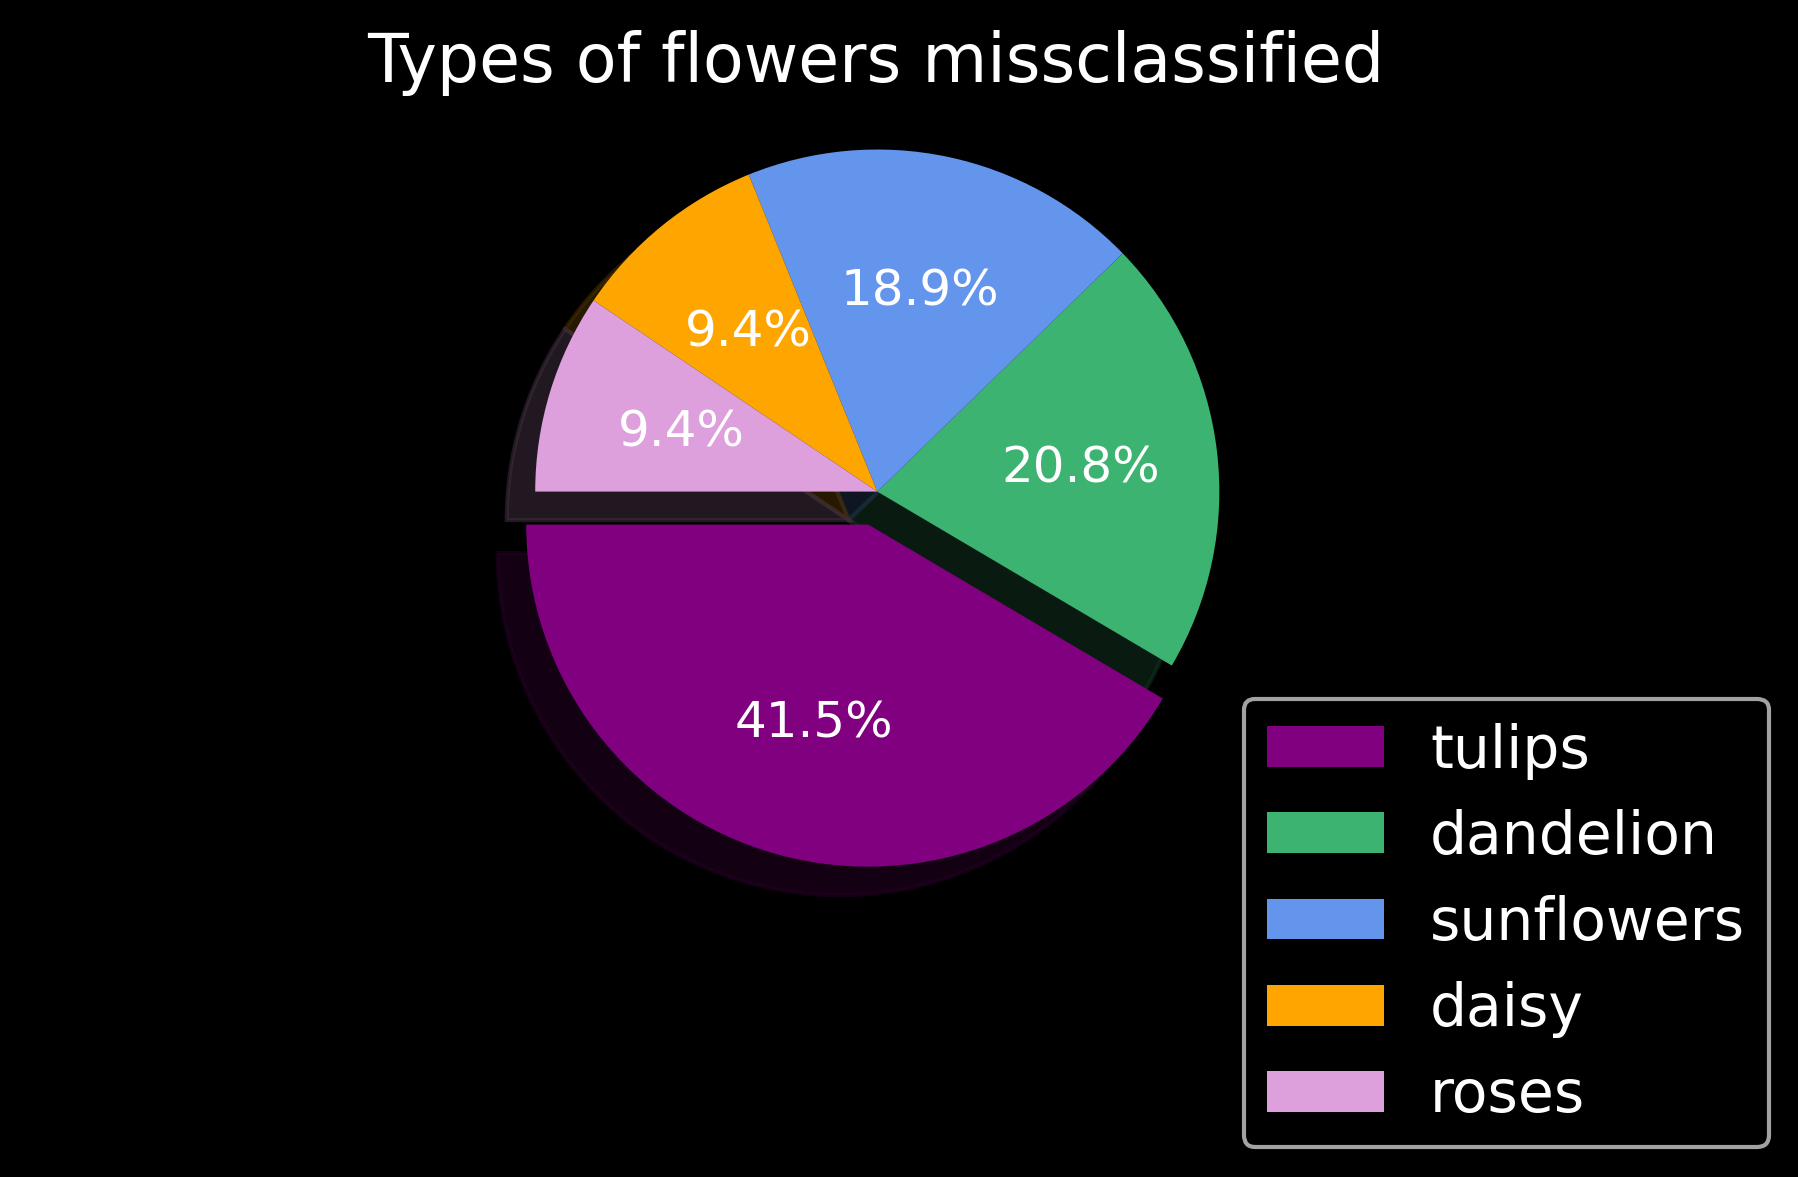 Types of flowers missclassified
18.9%
9.4%
9.4%
20.8%
41.5%
tulips
dandelion
sunflowers
daisy
roses